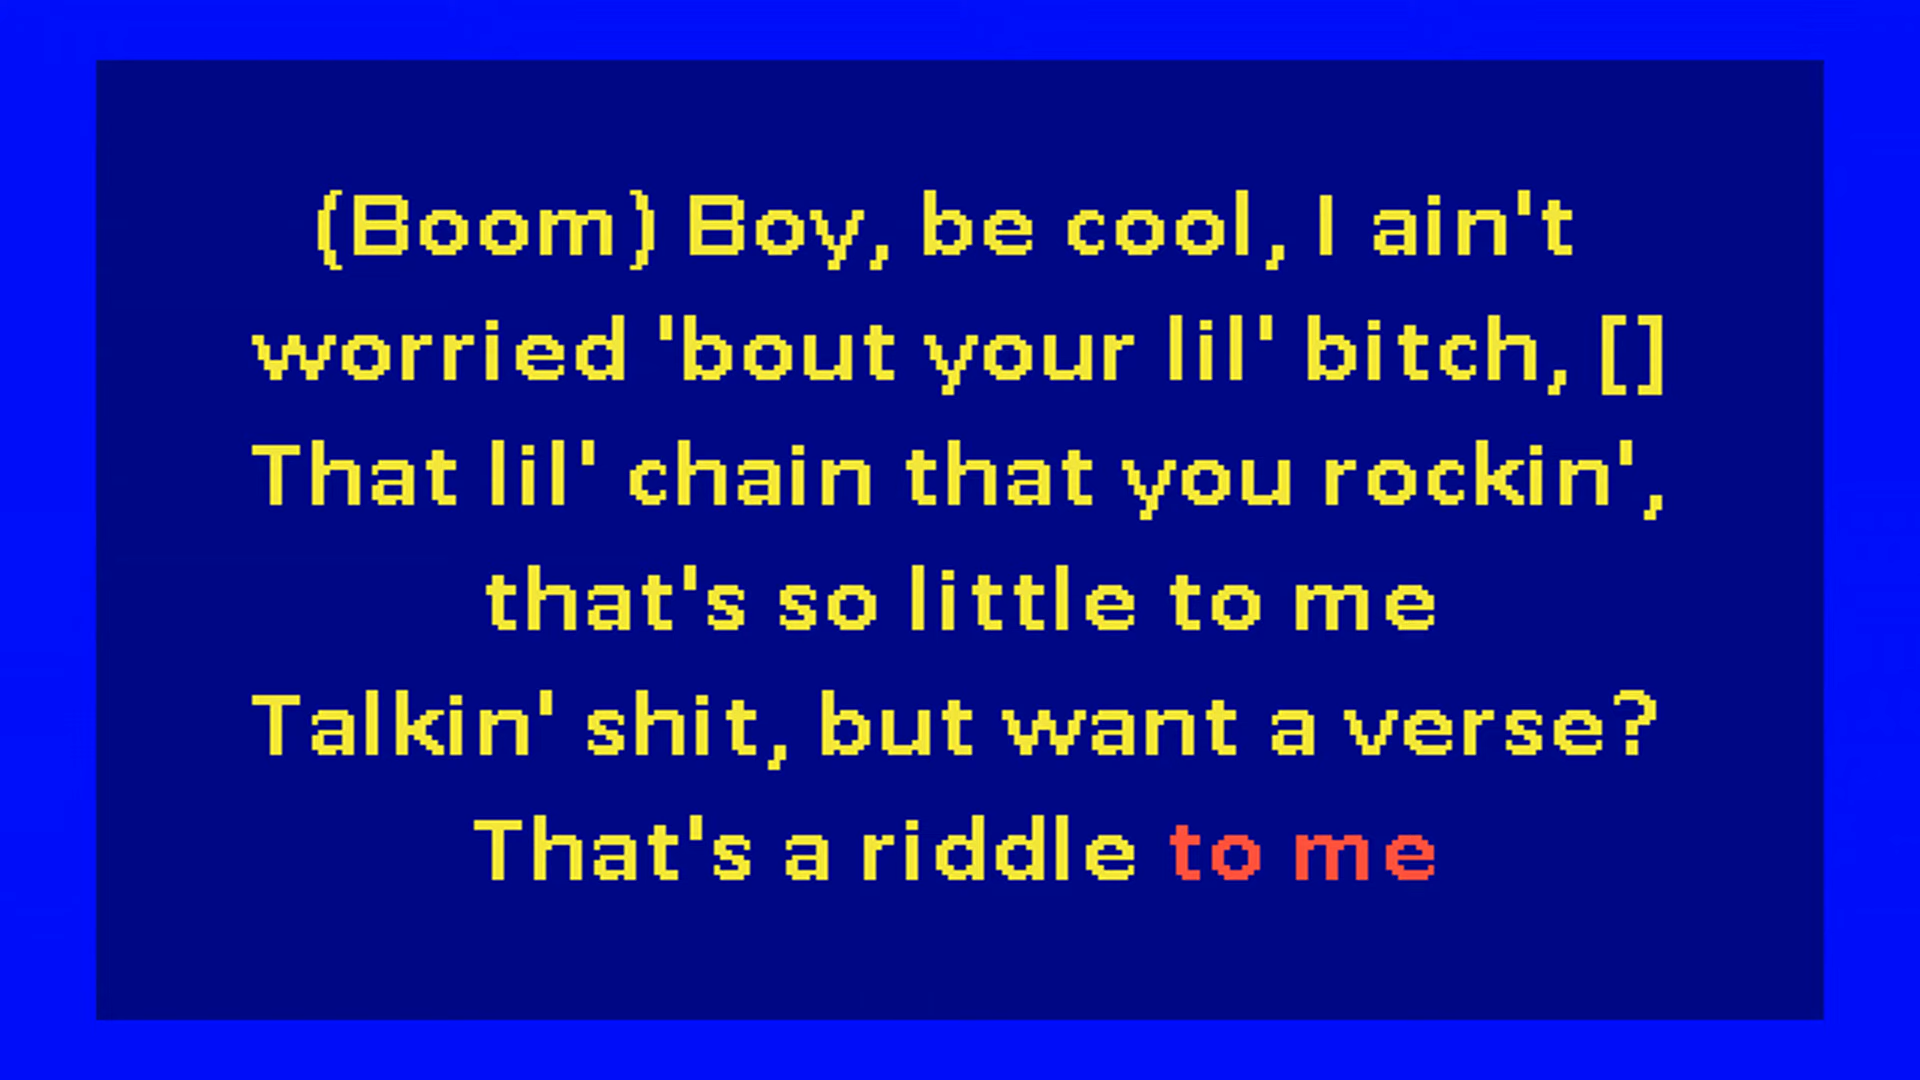 (Boom) Boy, be cool, I ain't
worried 'bout your lil' bitch, []
That lil' chain that you rockin',
that's so little to me
Talkin' shit, but want a verse?
That's a riddle to me